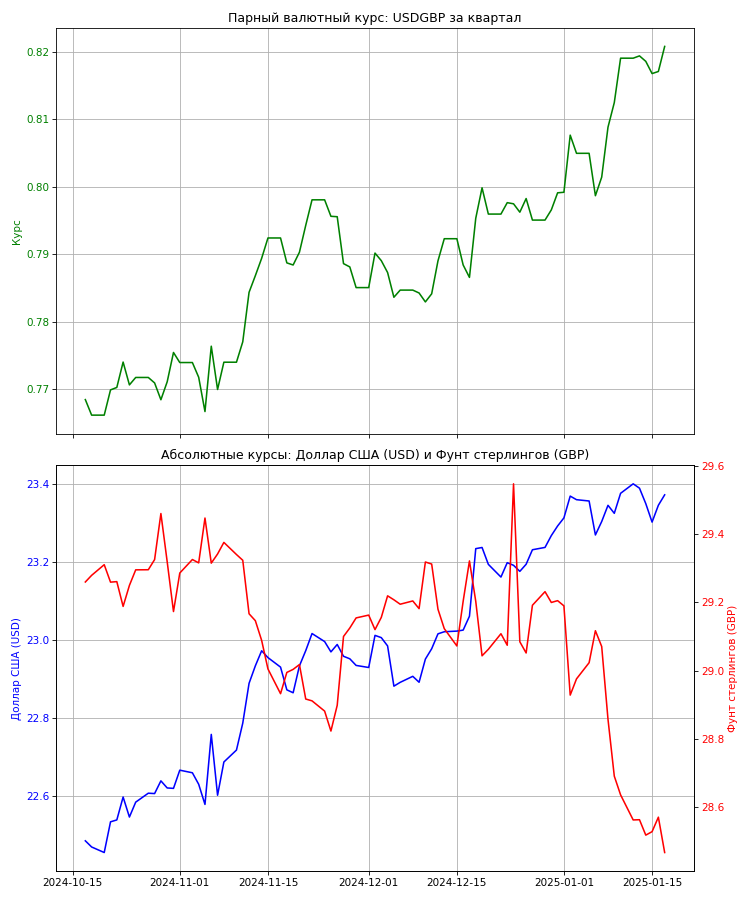 Парный валютный курс: USDGBP за квартал
0.82
0.81
0.80
0.79
0.78
0.77
Курс
Абсолютные курсы: Доллар США (USD) и Фунт стерлингов (GBP)
23.4
23.2
23.0
22.8
22.6
Доллар США (USD)
29.6
29.4
29.2
29.0
28.8
28.6
Фунт стерлингов (GBP)
2024-10-15 2024-11-01 2024-11-15 2024-12-01 2024-12-15 2025-01-01 2025-01-15